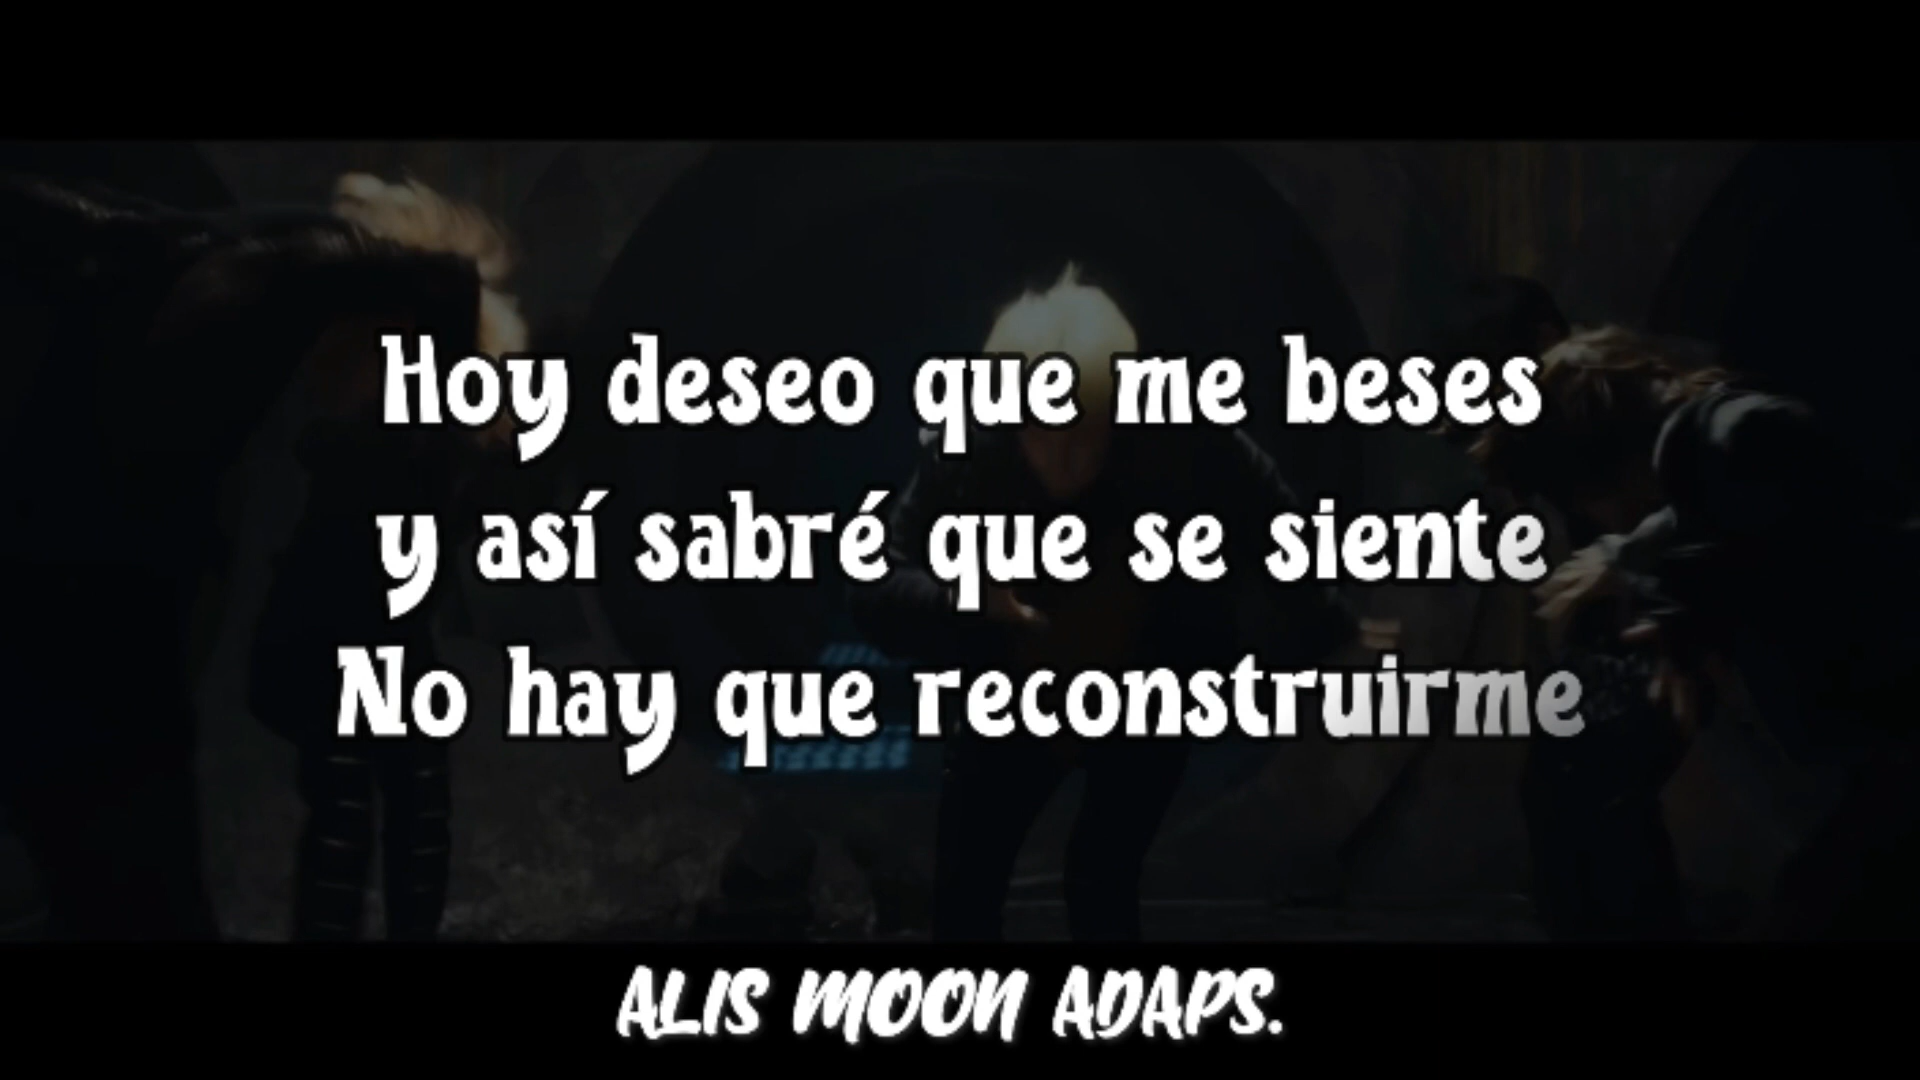 Hoy deseo que me beses
y así sabré que se siente
No hay que reconstruirme
ALIS MOON ADAPS.